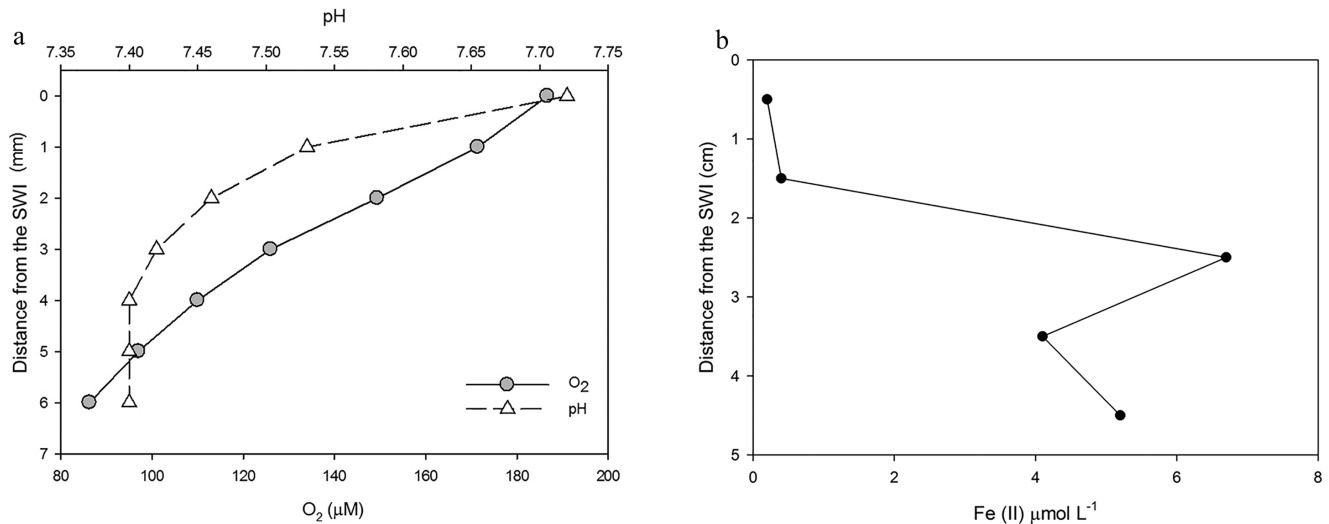 a
pH
7.35 7.40 7.45 7.50 7.55 7.60 7.65 7.70 7.75
Distance from the SWI (mm)
0
1
2
3
4
5
6
7
O2
pH
80 100 120 140 160 180 200
O2 (μM)
b
Distance from the SWI (cm)
0
1
2
3
4
5
0 2 4 6 8
Fe (II) μmol L-1